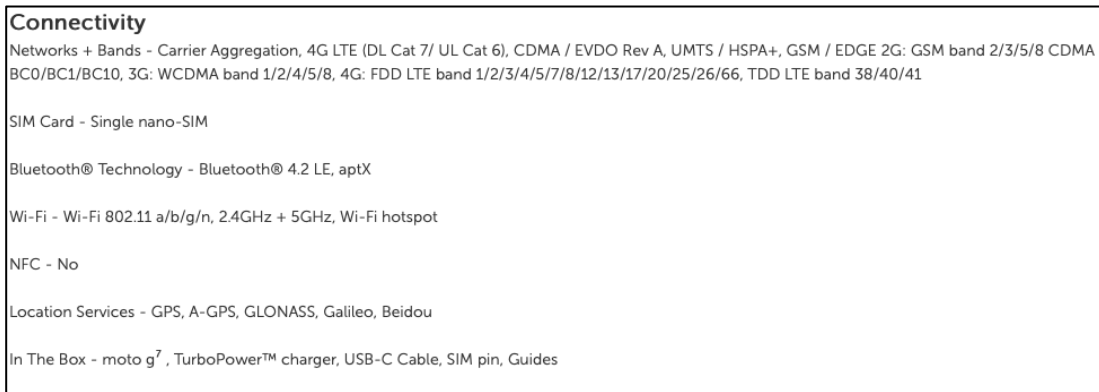 Connectivity
Networks + Bands - Carrier Aggregation, 4G LTE (DL Cat 7/ UL Cat 6), CDMA / EVDO Rev A, UMTS / HSPA+, GSM / EDGE 2G: GSM band 2/3/5/8 CDMA
BC0/BC1/BC10, 3G: WCDMA band 1/2/4/5/8, 4G: FDD LTE band 1/2/3/4/5/7/8/12/13/17/20/25/26/66, TDD LTE band 38/40/41
SIM Card - Single nano-SIM
Bluetooth® Technology - Bluetooth® 4.2 LE, aptX
Wi-Fi - Wi-Fi 802.11 a/b/g/n, 2.4GHz + 5GHz, Wi-Fi hotspot
NFC - No
Location Services - GPS, A-GPS, GLONASS, Galileo, Beidou
In The Box - moto g⁷ , TurboPower™ charger, USB-C Cable, SIM pin, Guides